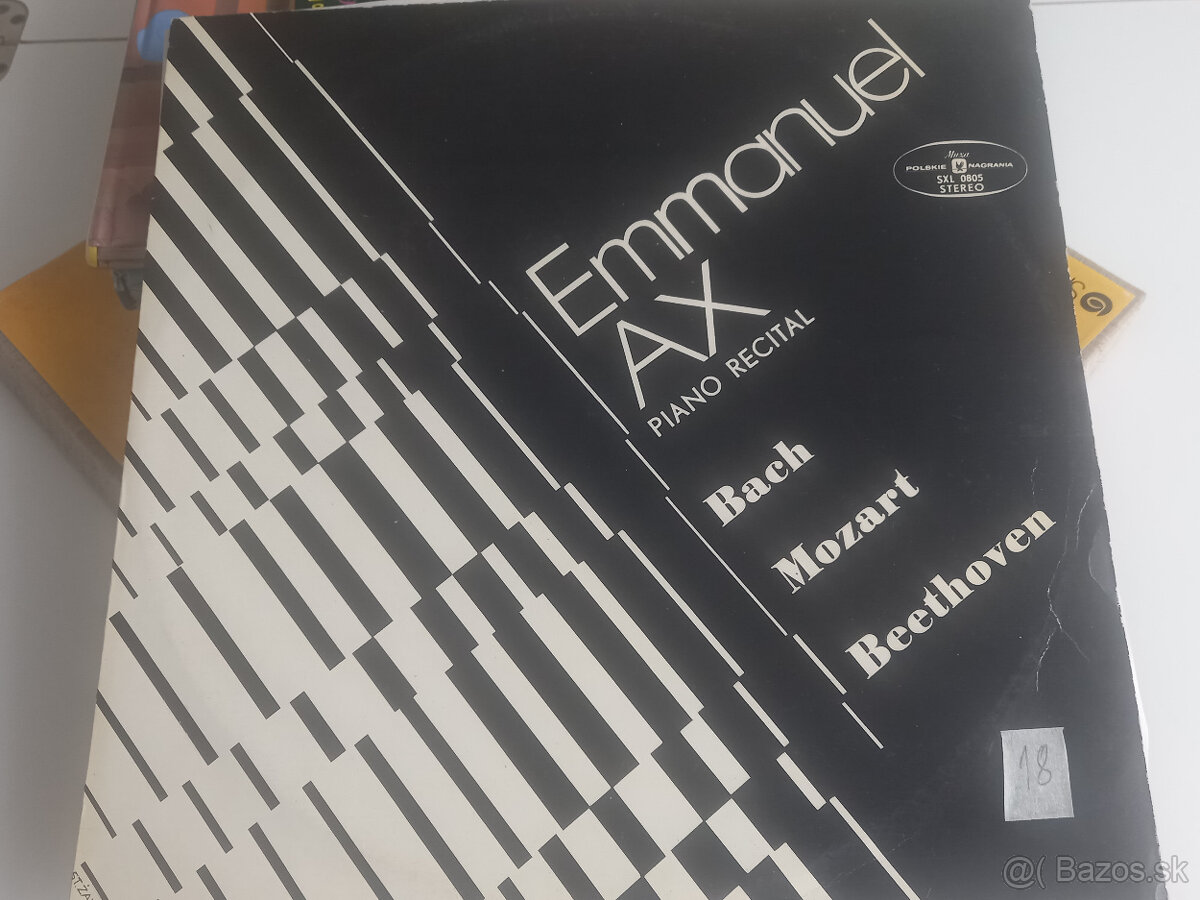 Emmanuel
AX
PIANO RECITAL
Bach
Mozart
Beethoven
Muza
POLSKIE NAGRANIA
SXL 0805
STEREO
18
@( Bazos.sk